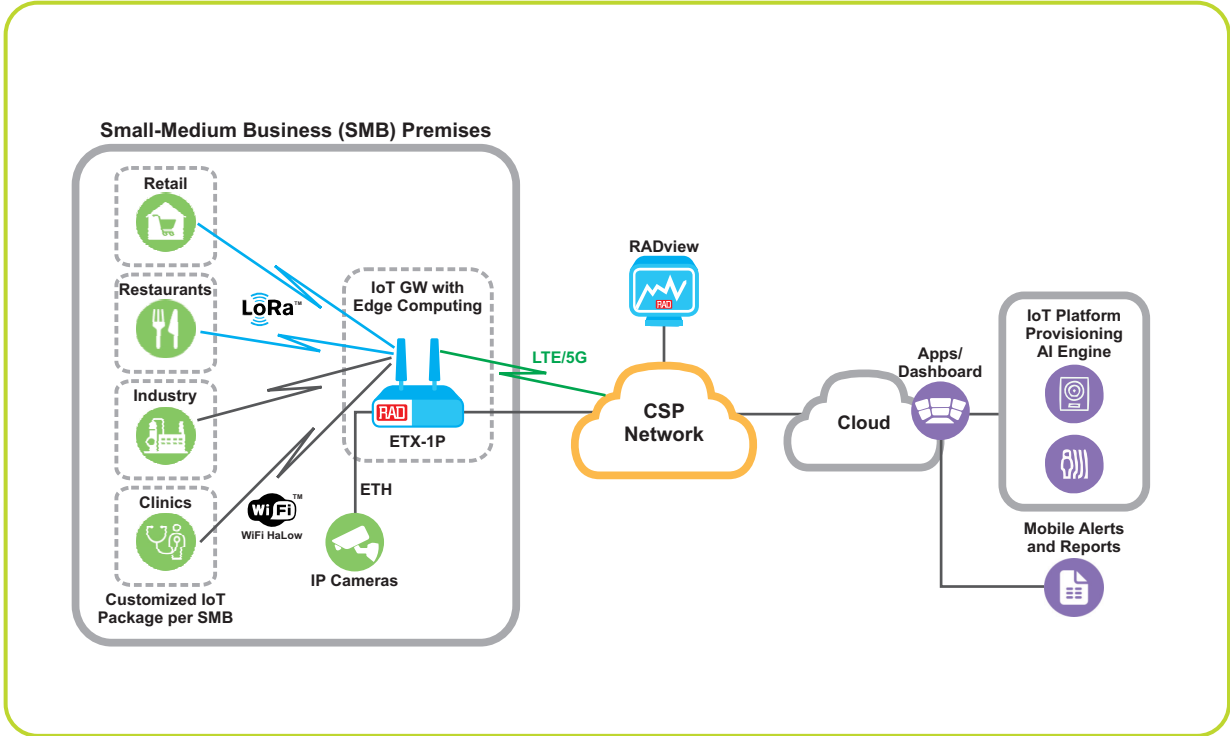 Small-Medium Business (SMB) Premises
Retail
Restaurants
LoRa™
Industry
Clinics
Customized IoT
Package per SMB
WiFi™
WiFi HaLow
IoT GW with
Edge Computing
RAD
ETX-1P
ETH
IP Cameras
LTE/5G
RADview
RAD
CSP
Network
Cloud
Apps/
Dashboard
IoT Platform
Provisioning
AI Engine
Mobile Alerts
and Reports